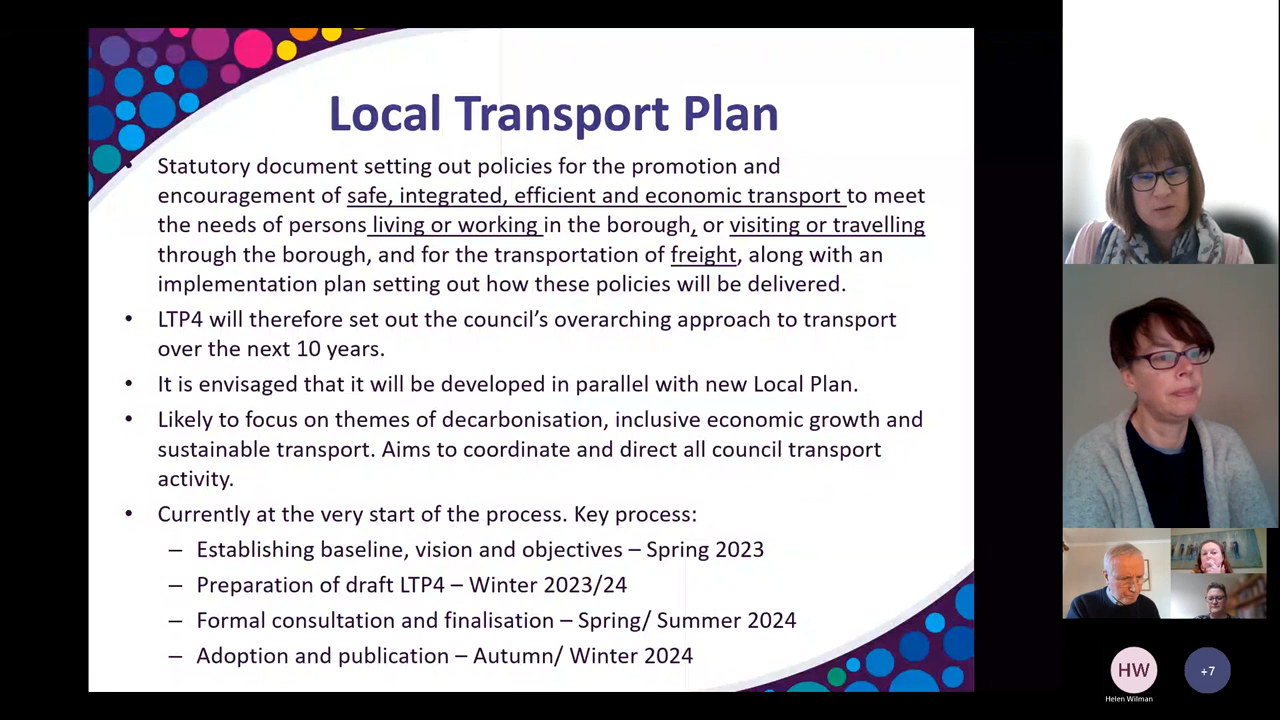 Local Transport Plan
• Statutory document setting out policies for the promotion and
encouragement of safe, integrated, efficient and economic transport to meet
the needs of persons living or working in the borough, or visiting or travelling
through the borough, and for the transportation of freight, along with an
implementation plan setting out how these policies will be delivered.
• LTP4 will therefore set out the council’s overarching approach to transport
over the next 10 years.
• It is envisaged that it will be developed in parallel with new Local Plan.
• Likely to focus on themes of decarbonisation, inclusive economic growth and
sustainable transport. Aims to coordinate and direct all council transport
activity.
• Currently at the very start of the process. Key process:
– Establishing baseline, vision and objectives – Spring 2023
– Preparation of draft LTP4 – Winter 2023/24
– Formal consultation and finalisation – Spring/ Summer 2024
– Adoption and publication – Autumn/ Winter 2024
HW
Helen Wilman
+7